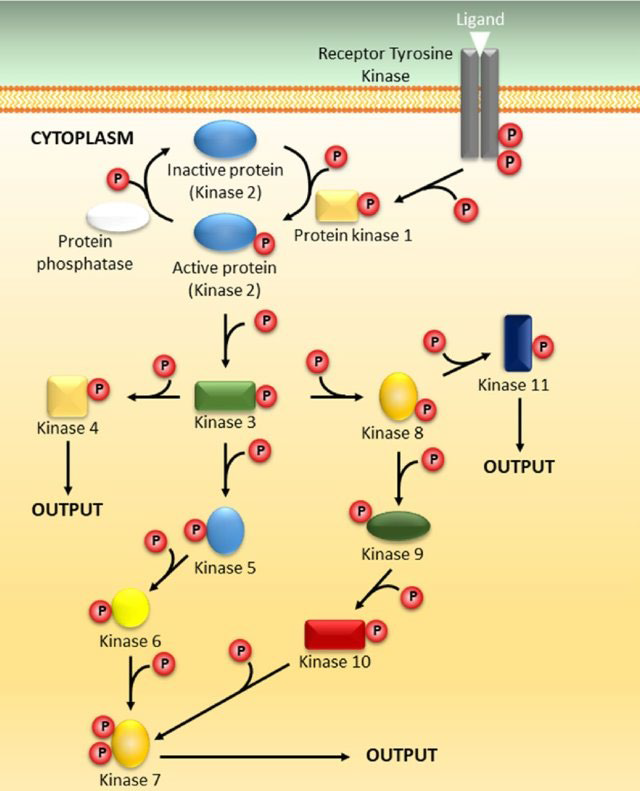 Ligand
Receptor Tyrosine
Kinase
CYTOPLASM
Inactive protein
(Kinase 2)
P
P
P
P
P
P
Protein kinase 1
P
Protein
phosphatase
Active protein
(Kinase 2)
P
P
P
P
P
P
P
P
P
P
Kinase 11
Kinase 4
Kinase 3
Kinase 8
OUTPUT
P
P
OUTPUT
P
P
P
Kinase 5
Kinase 9
P
P
Kinase 6
P
Kinase 10
P
P
P
P
Kinase 7
OUTPUT